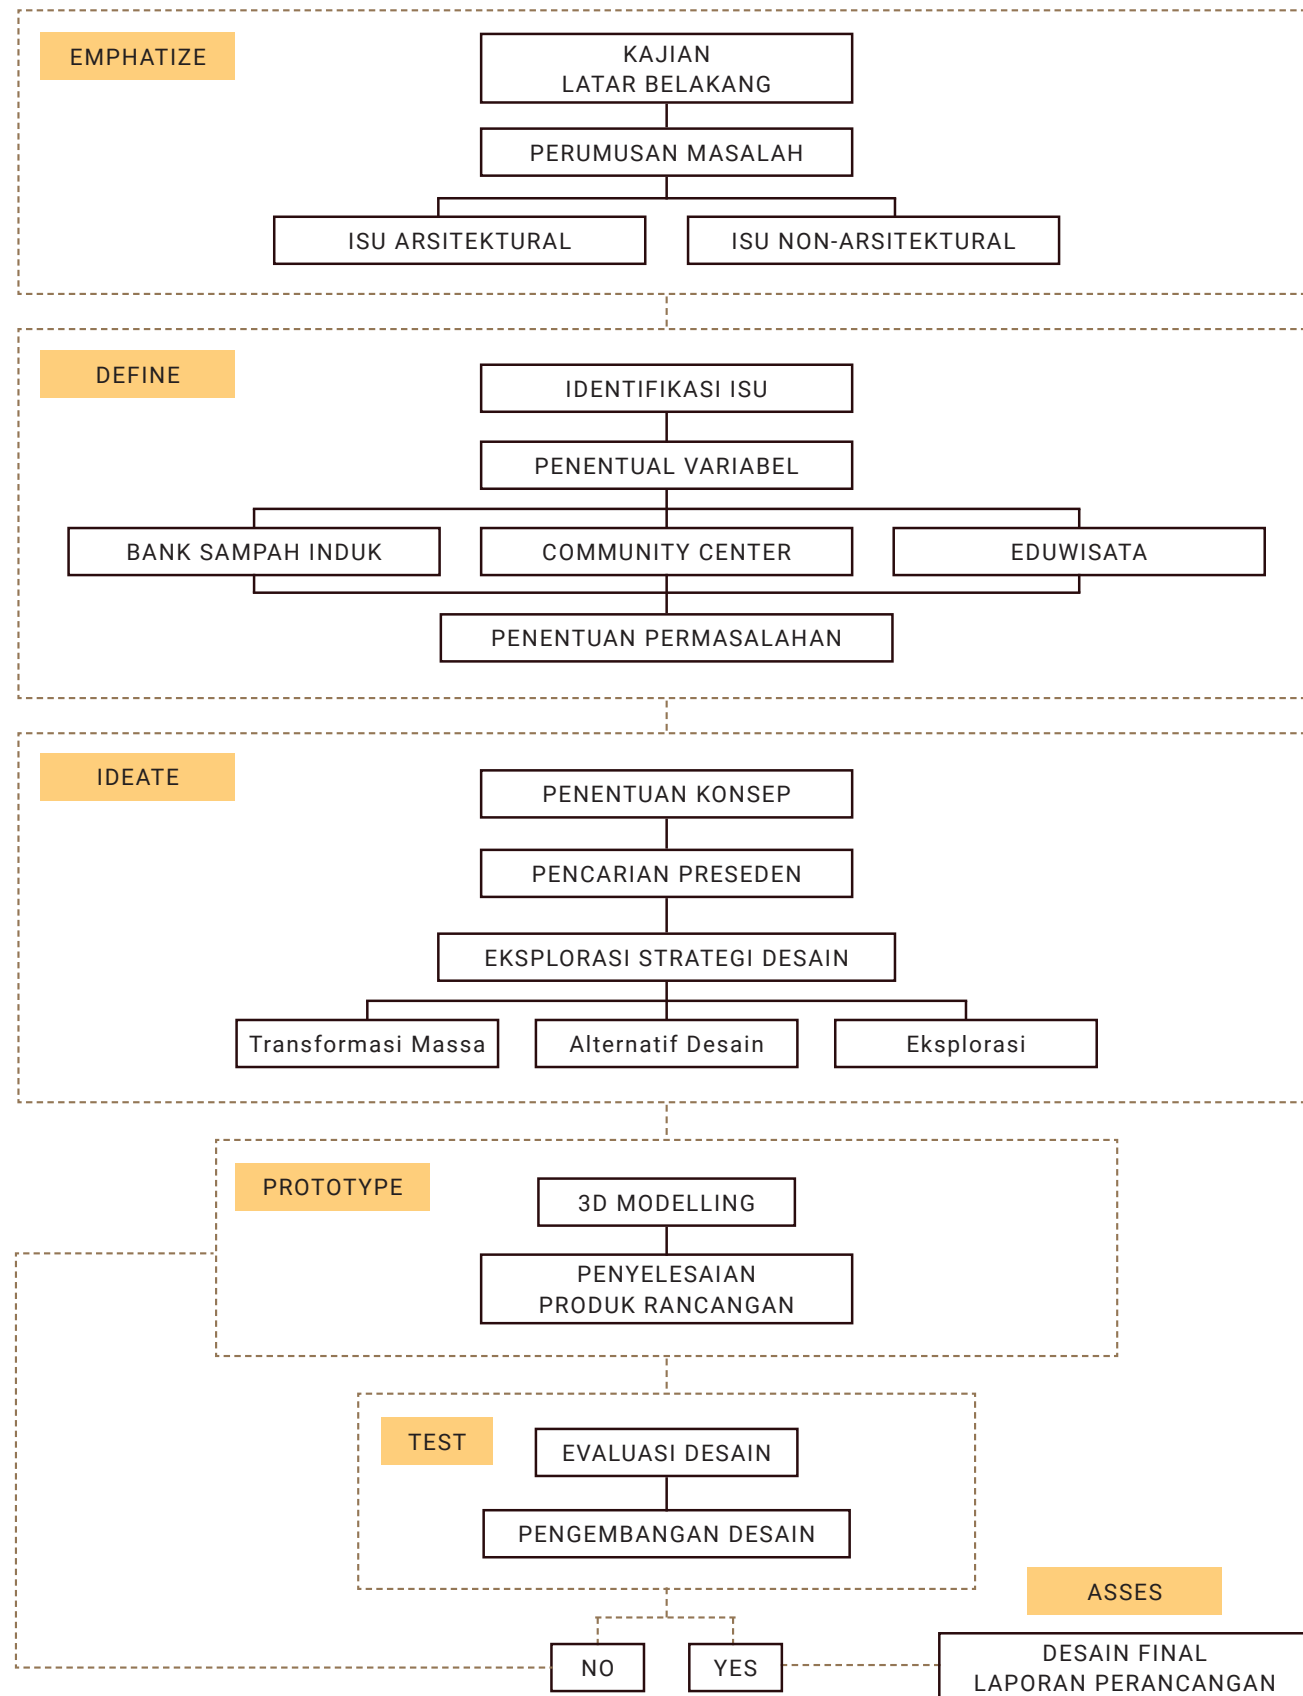 EMPHATIZE
KAJIAN
LATAR BELAKANG
PERUMUSAN MASALAH
ISU ARSITEKTURAL
ISU NON-ARSITEKTURAL
DEFINE
IDENTIFIKASI ISU
PENENTUAL VARIABEL
BANK SAMPAH INDUK
COMMUNITY CENTER
EDUWISATA
PENENTUAN PERMASALAHAN
IDEATE
PENENTUAN KONSEP
PENCARIAN PRESEDEN
EKSPLORASI STRATEGI DESAIN
Transformasi Massa
Alternatif Desain
Eksplorasi
PROTOTYPE
3D MODELLING
PENYELESAIAN
PRODUK RANCANGAN
TEST
EVALUASI DESAIN
PENGEMBANGAN DESAIN
NO
YES
ASSES
DESAIN FINAL
LAPORAN PERANCANGAN